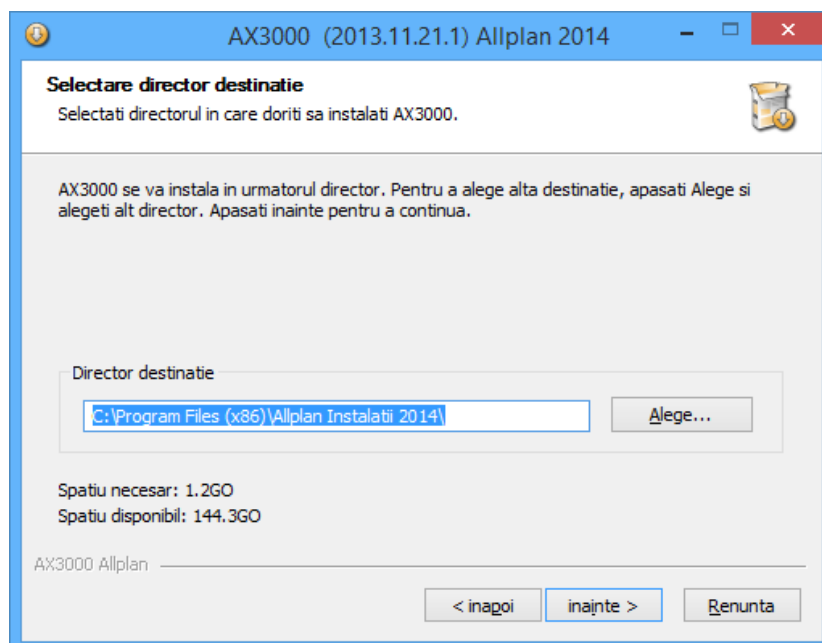 AX3000 (2013.11.21.1) Allplan 2014
Selectare director destinatie
Selectati directorul in care doriti sa instalati AX3000.
AX3000 se va instala in urmatorul director. Pentru a alege alta destinatie, apasati Alege si
alegeti alt director. Apasati inainte pentru a continua.
Director destinatie
C:\Program Files (x86)\Allplan Instalatii 2014\
Alege...
Spatiu necesar: 1.2GO
Spatiu disponibil: 144.3GO
AX3000 Allplan
< inapoi
inainte >
Renunta